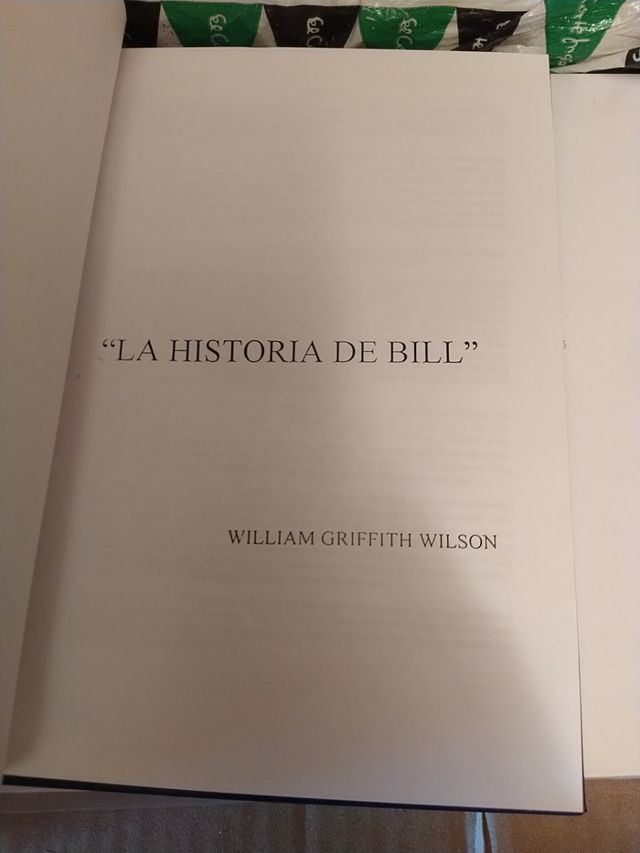 “LA HISTORIA DE BILL”
WILLIAM GRIFFITH WILSON